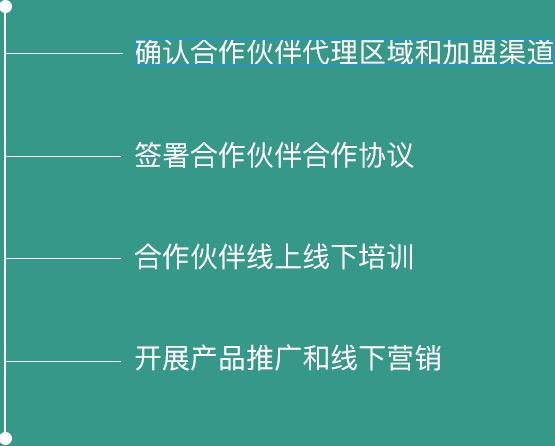 确认合作伙伴代理区域和加盟渠道
签署合作伙伴合作协议
合作伙伴线上线下培训
开展产品推广和线下营销